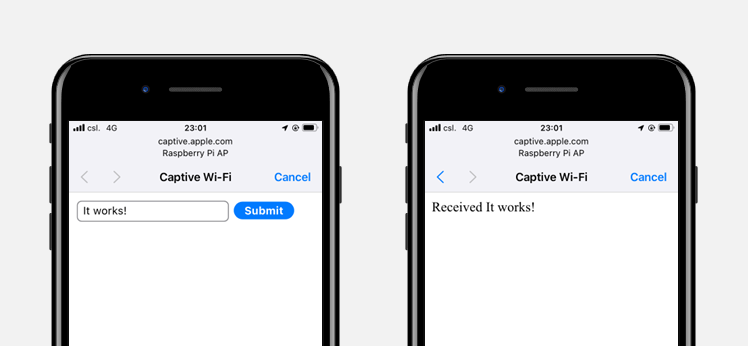 csl. 4G 23:01
captive.apple.com
Raspberry Pi AP
Captive Wi-Fi Cancel
It works! Submit
csl. 4G 23:01
captive.apple.com
Raspberry Pi AP
Captive Wi-Fi Cancel
Received It works!